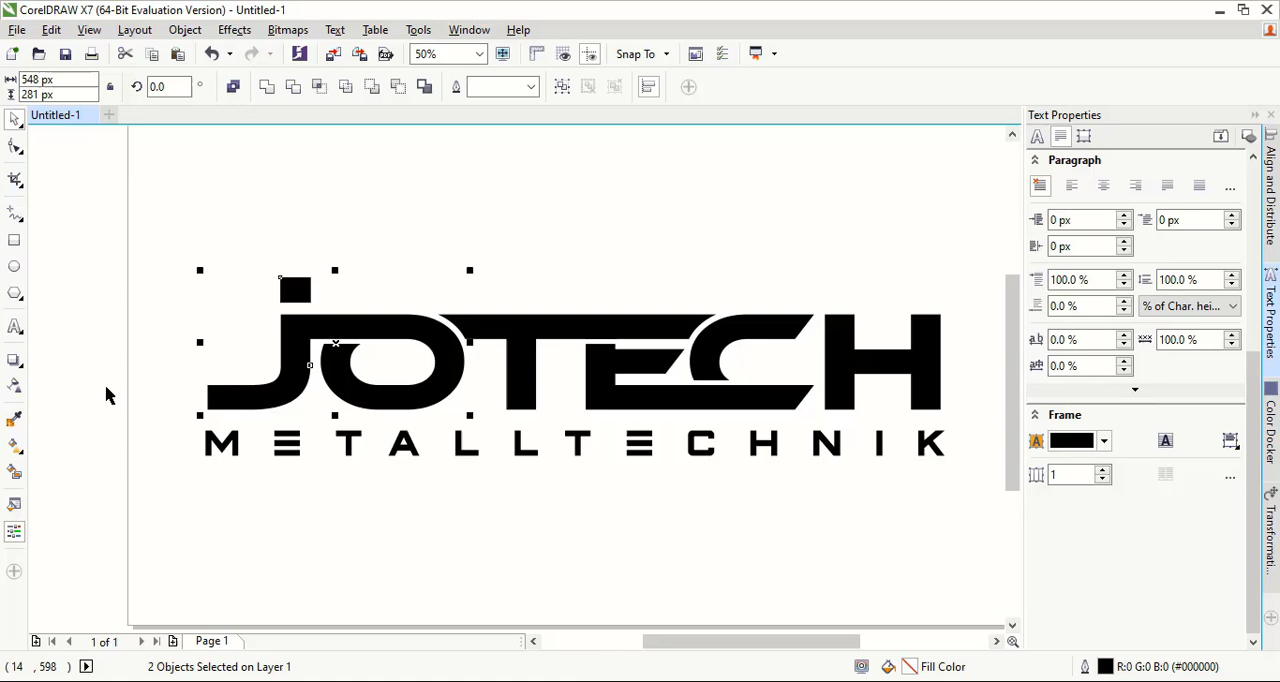 CorelDRAW X7 (64-Bit Evaluation Version) - Untitled-1
File Edit View Layout Object Effects Bitmaps Text Table Tools Window Help
50% Snap To
548 px
281 px
0.0 °
Untitled-1
Text Properties
Paragraph
0 px 0 px
0 px
100.0 % 100.0 %
0.0 % % of Char. hei...
0.0 % 100.0 %
0.0 %
Frame
1
Align and Distribute
Text Properties
Color Docker
Transformati...
jOTECH
METALLTECHNIK
1 of 1 Page 1
(14 , 598 ) 2 Objects Selected on Layer 1 Fill Color R:0 G:0 B:0 (#000000)